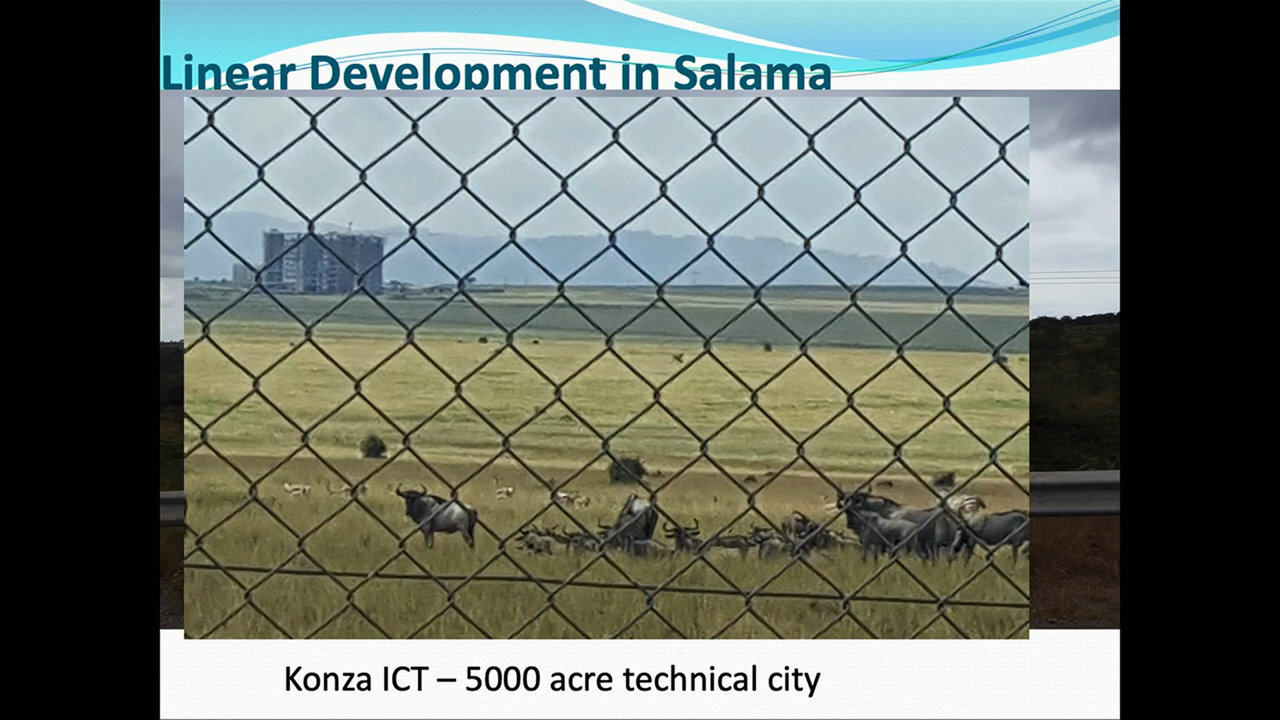 Linear Development in Salama
Konza ICT – 5000 acre technical city